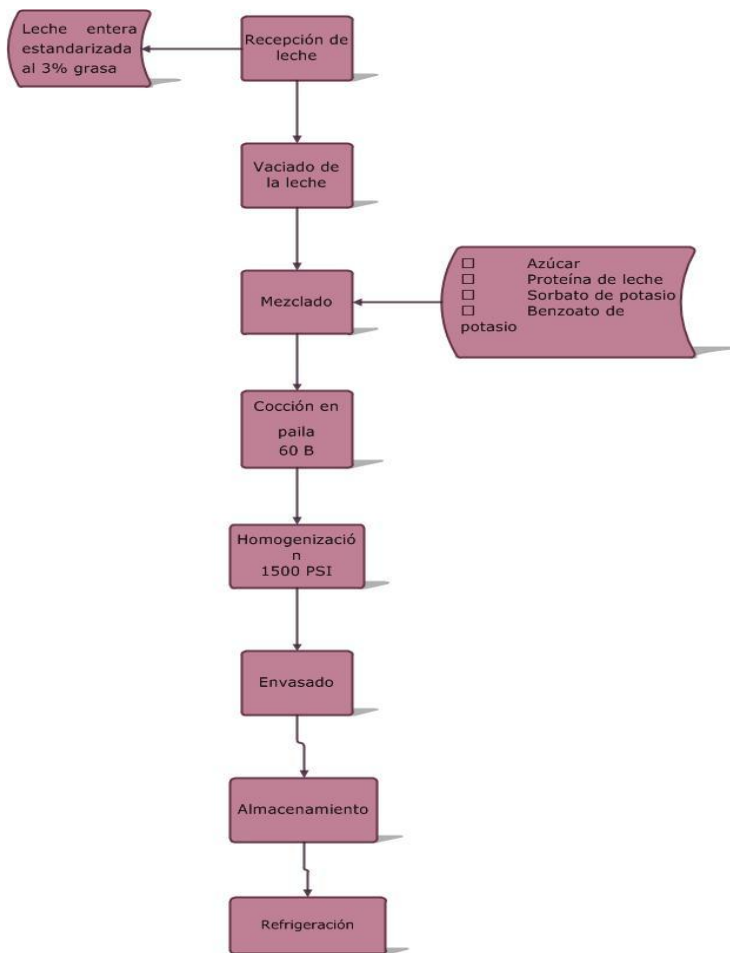 Leche entera
estandarizada
al 3% grasa
Recepción de
leche
Vaciado de
la leche
Mezclado
☐ Azúcar
☐ Proteína de leche
☐ Sorbato de potasio
☐ Benzoato de
potasio
Cocción en
paila
60 B
Homogenizació
n
1500 PSI
Envasado
Almacenamiento
Refrigeración